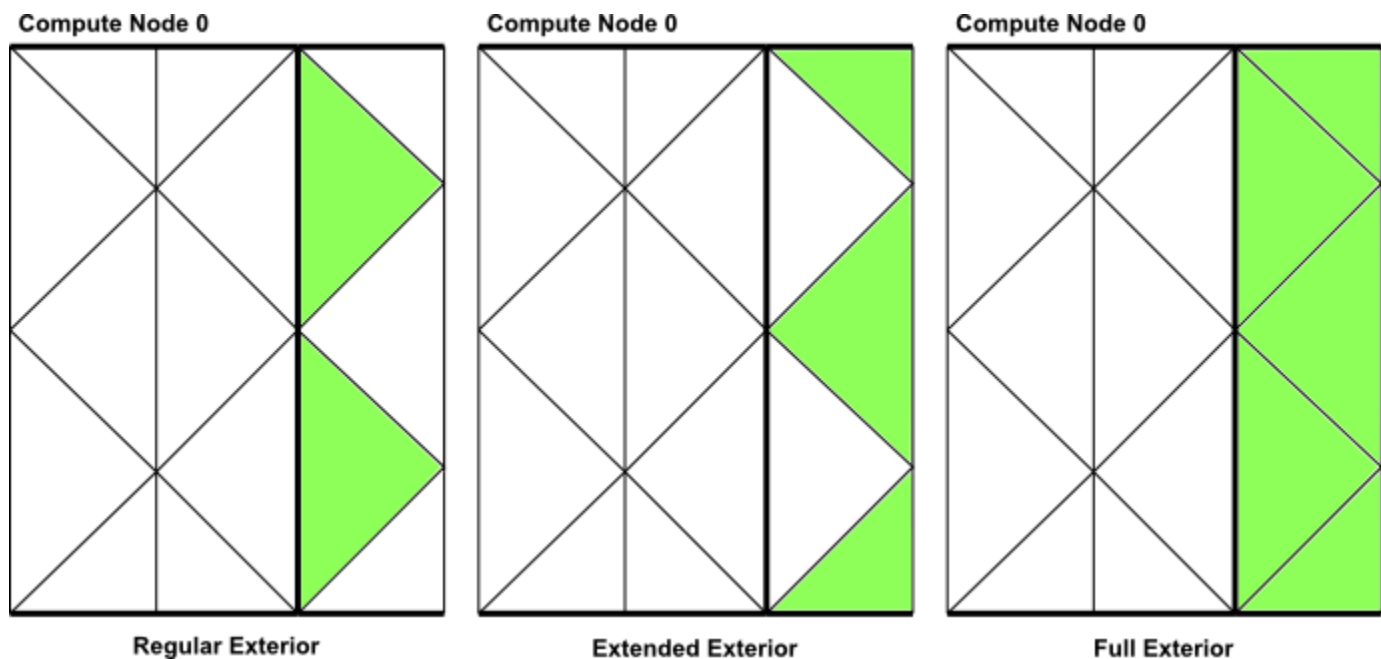 Compute Node 0
Compute Node 0
Compute Node 0
Regular Exterior
Extended Exterior
Full Exterior